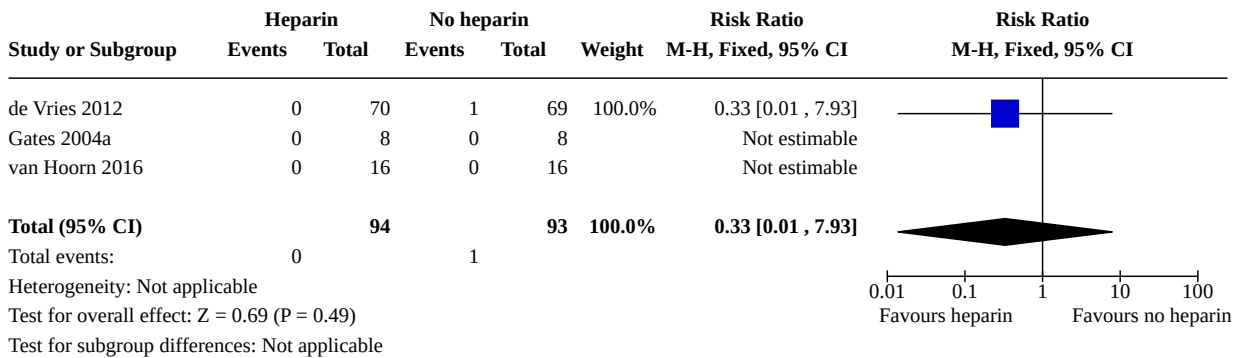 Heparin No heparin Risk Ratio Risk Ratio
Study or Subgroup Events Total Events Total Weight M-H, Fixed, 95% CI M-H, Fixed, 95% CI
de Vries 2012 0 70 1 69 100.0% 0.33 [0.01 , 7.93]
Gates 2004a 0 8 0 8 Not estimable
van Hoorn 2016 0 16 0 16 Not estimable
Total (95% CI) 94 93 100.0% 0.33 [0.01 , 7.93]
Total events: 0 1
Heterogeneity: Not applicable
0.01 0.1 1 10 100
Test for overall effect: Z = 0.69 (P = 0.49) Favours heparin Favours no heparin
Test for subgroup differences: Not applicable